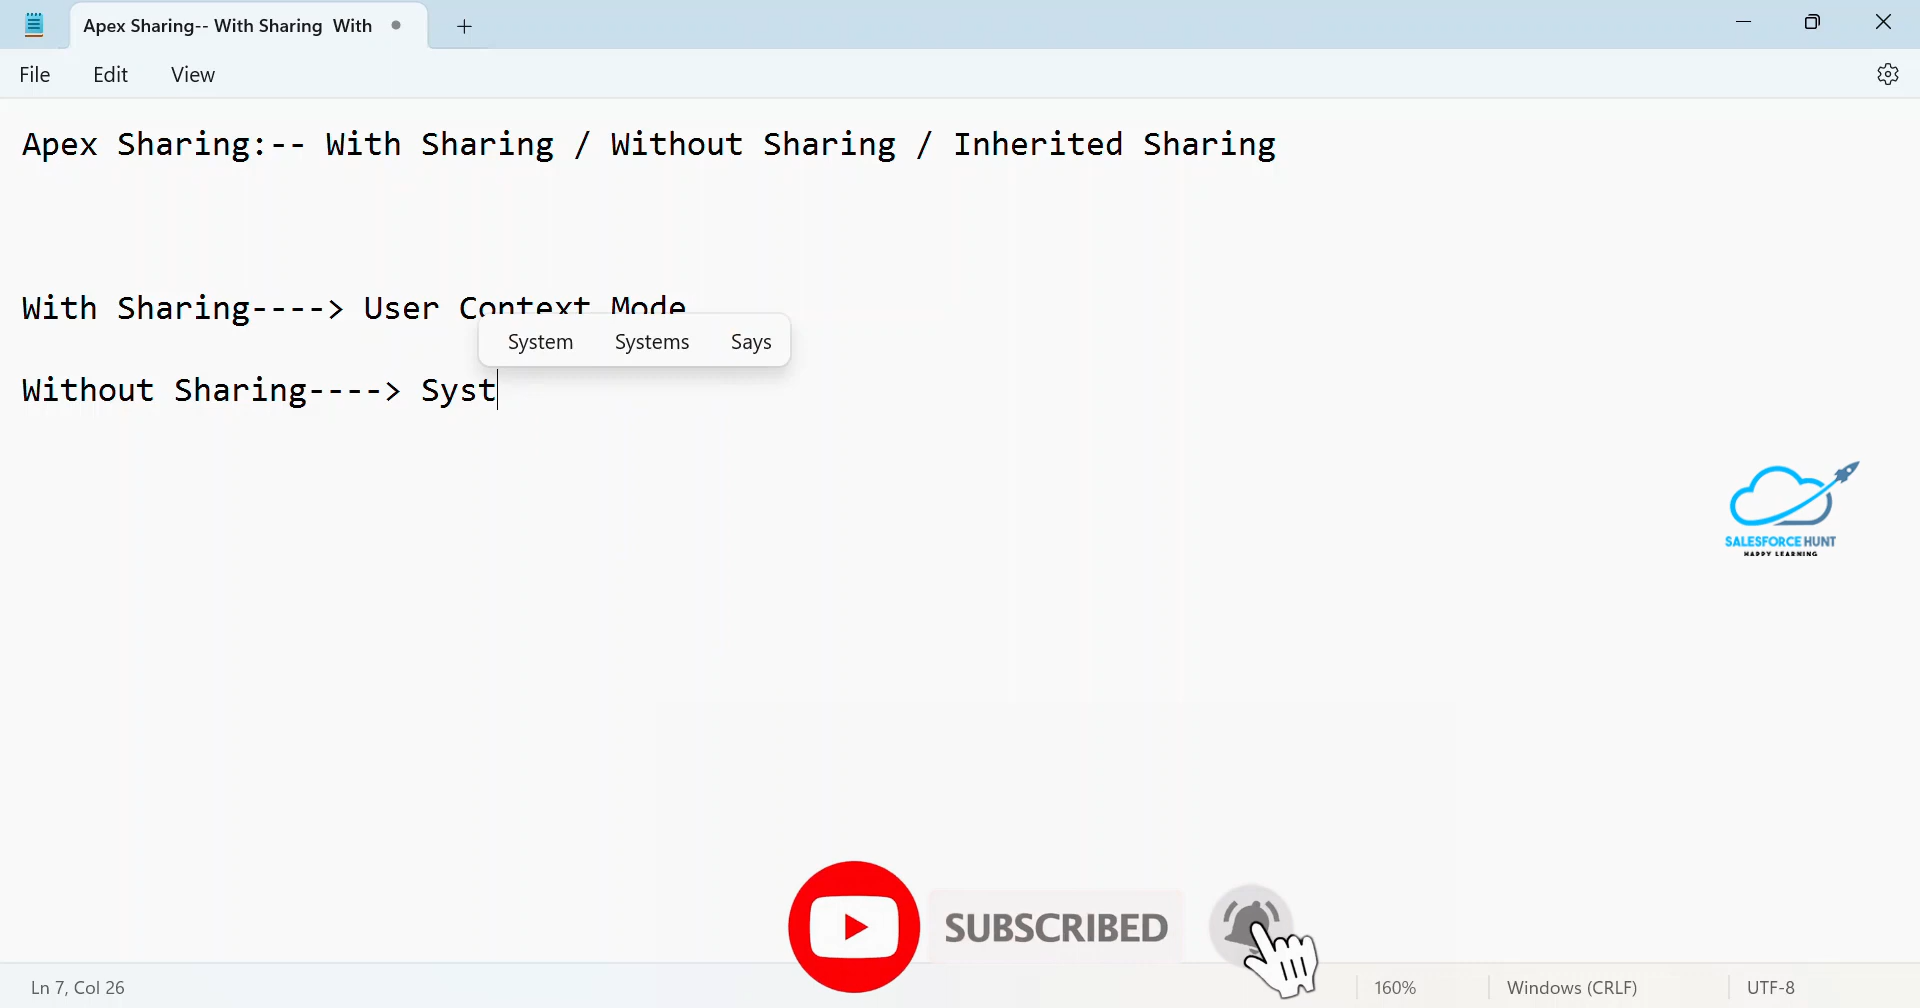 Apex Sharing-- With Sharing  With
File Edit View
Apex Sharing:-- With Sharing / Without Sharing / Inherited Sharing
With Sharing----> User Context Mode
System Systems Says
Without Sharing----> Syst
SALESFORCE HUNT
HAPPY LEARNING
SUBSCRIBED
Ln 7, Col 26 160% Windows (CRLF) UTF-8